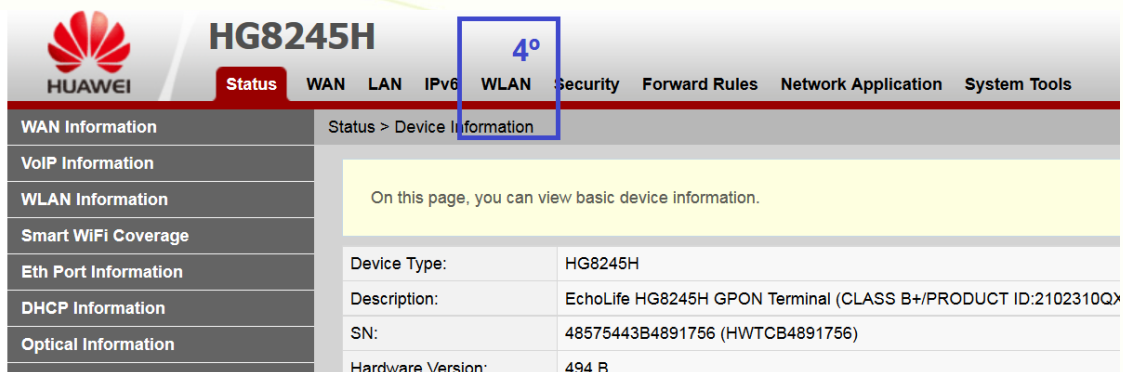 HG8245H
4º
HUAWEI
Status WAN LAN IPv6 WLAN Security Forward Rules Network Application System Tools
WAN Information
Status > Device Information
VoIP Information
WLAN Information
On this page, you can view basic device information.
Smart WiFi Coverage
Eth Port Information
Device Type: HG8245H
DHCP Information
Description: EchoLife HG8245H GPON Terminal (CLASS B+/PRODUCT ID:2102310QX
Optical Information
SN: 48575443B4891756 (HWTCB4891756)
Hardware Version: 494.B